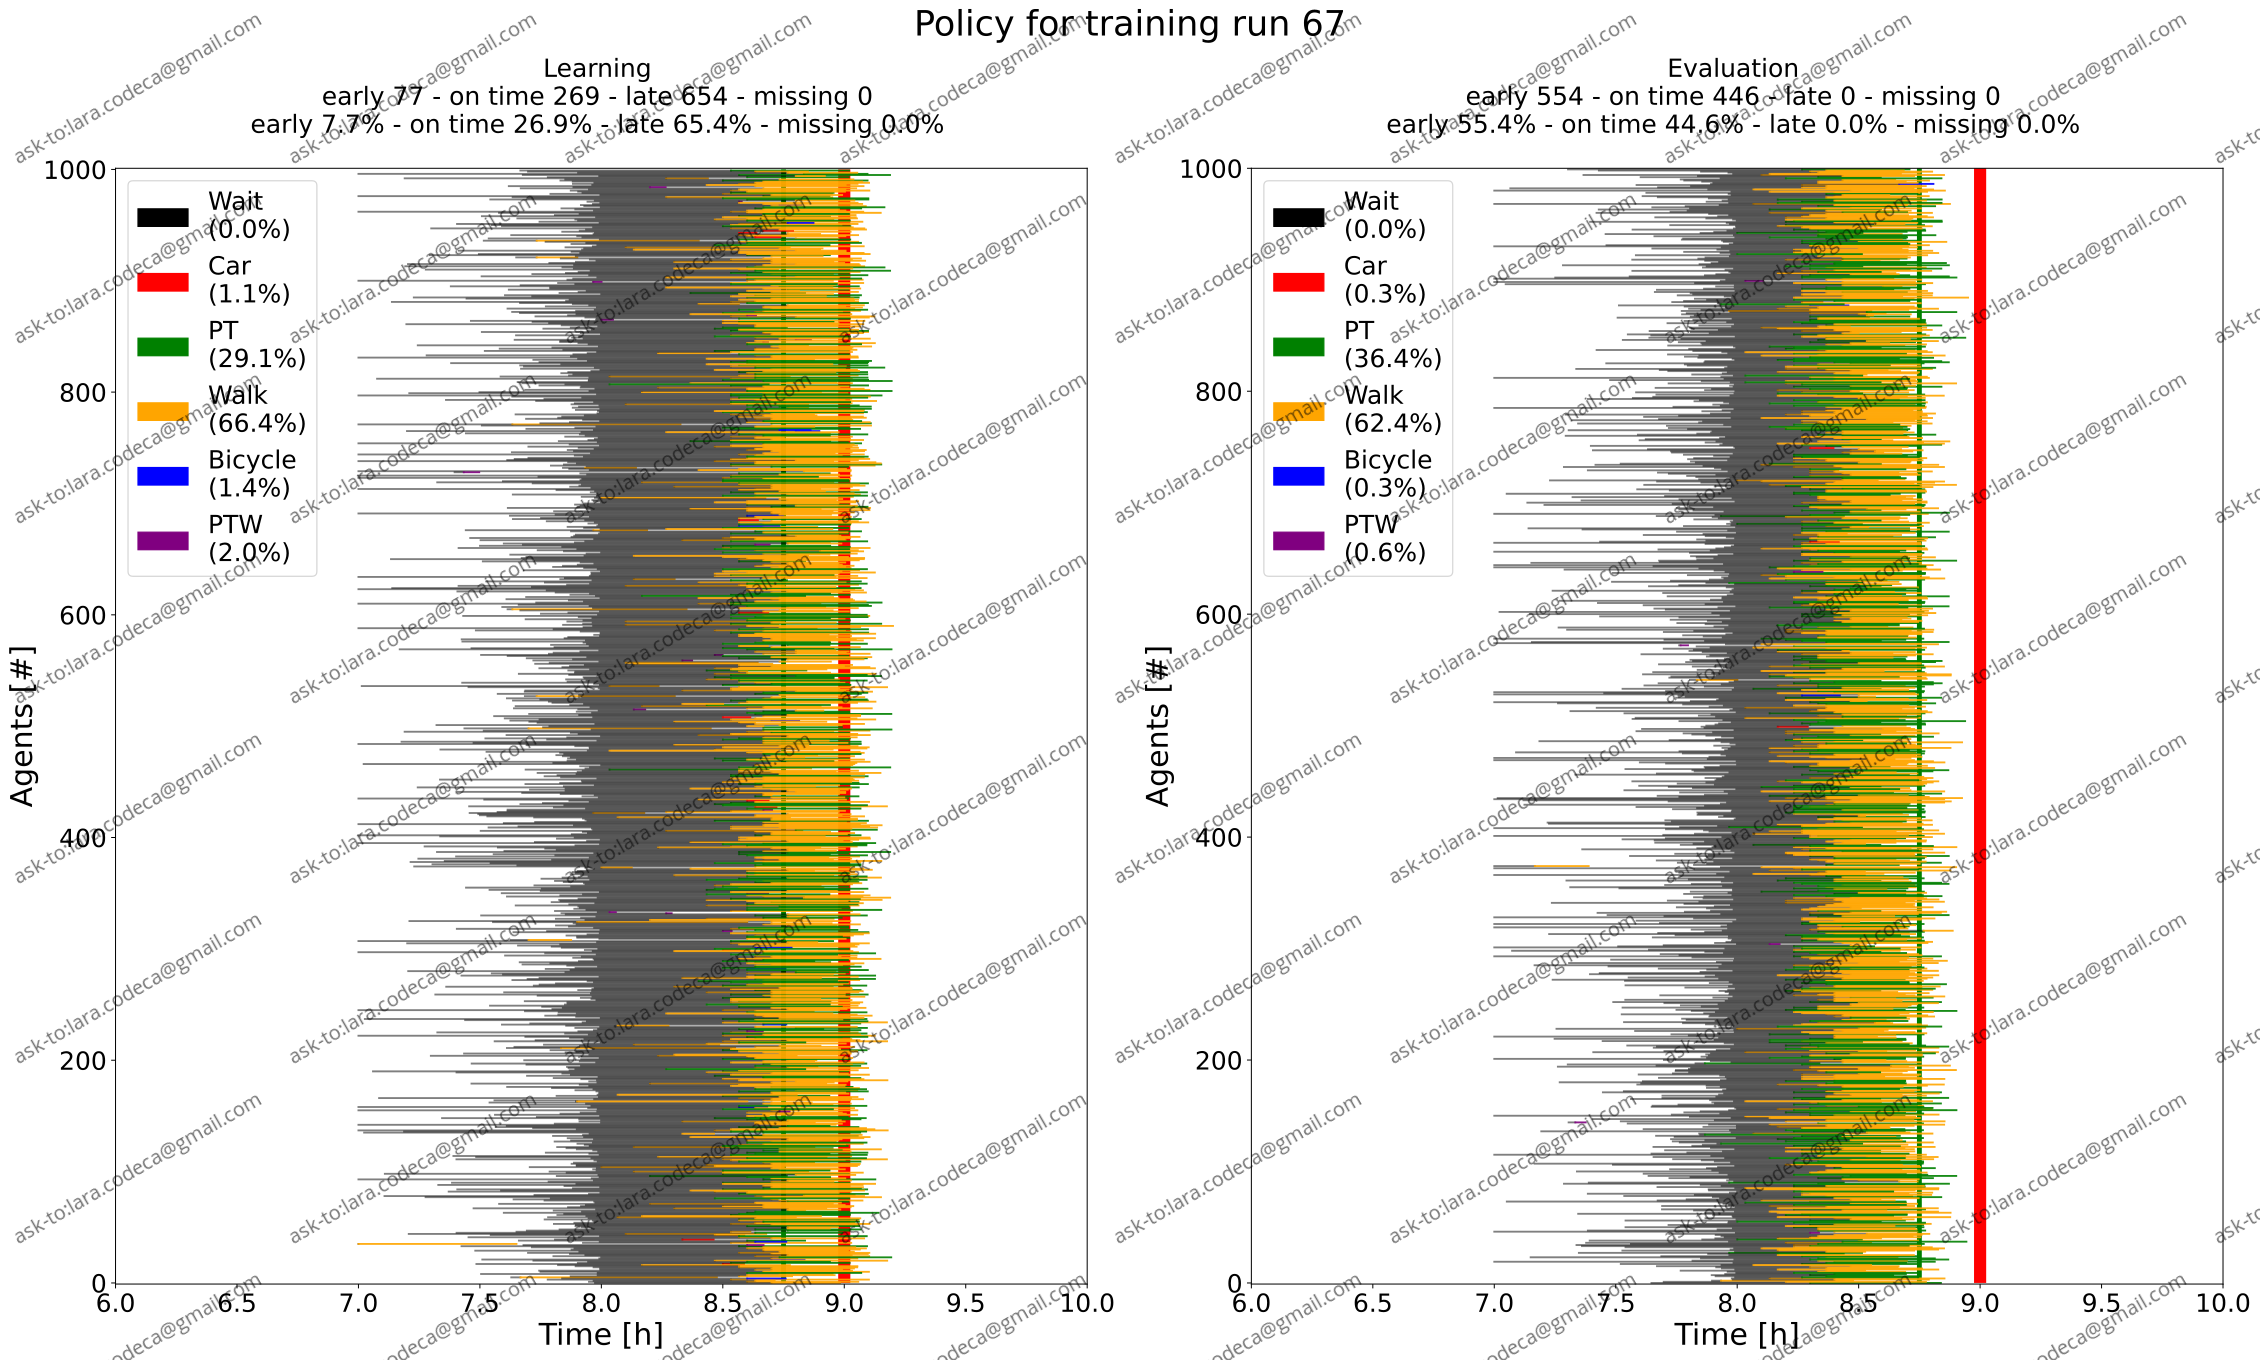 Policy for training run 67
Learning
early 77 - on time 269 - late 654 - missing 0
early 7.7% - on time 26.9% - late 65.4% - missing 0.0%
Agents [#]
1000
800
600
400
200
0
Wait
(0.0%)
Car
(1.1%)
PT
(29.1%)
Walk
(66.4%)
Bicycle
(1.4%)
PTW
(2.0%)
6.0 6.5 7.0 7.5 8.0 8.5 9.0 9.5 10.0
Time [h]
Evaluation
early 554 - on time 446 - late 0 - missing 0
early 55.4% - on time 44.6% - late 0.0% - missing 0.0%
Agents [#]
1000
800
600
400
200
0
Wait
(0.0%)
Car
(0.3%)
PT
(36.4%)
Walk
(62.4%)
Bicycle
(0.3%)
PTW
(0.6%)
6.0 6.5 7.0 7.5 8.0 8.5 9.0 9.5 10.0
Time [h]
ask-to:lara.codeca@gmail.com